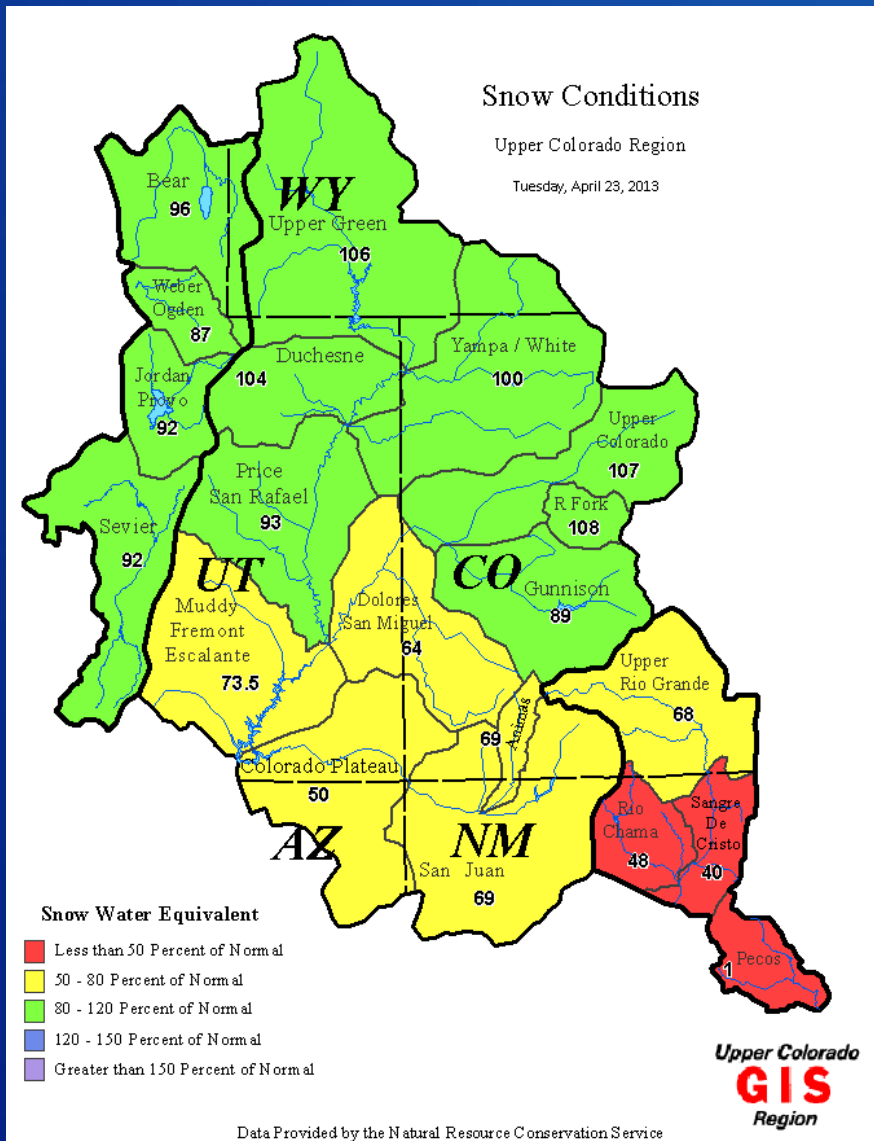 Snow Conditions
Upper Colorado Region
Tuesday, April 23, 2013
Bear
96
WY
Upper Green
106
Weber
Ogden
87
Duchesne
104
Yampa / White
100
Jordan
Provo
92
Upper
Colorado
107
Price
San Rafael
93
R Fork
108
Sevier
92
UT
CO
Gunnison
89
Muddy
Fremont
Escalante
73.5
Dolores
San Miguel
64
Upper
Rio Grande
68
69
Animas
Colorado Plateau
50
AZ
NM
San Juan
69
Rio
Chama
48
Sangre
De
Cristo
40
Pecos
1
Snow Water Equivalent
Less than 50 Percent of Normal
50 - 80 Percent of Normal
80 - 120 Percent of Normal
120 - 150 Percent of Normal
Greater than 150 Percent of Normal
Upper Colorado
GIS
Region
Data Provided by the Natural Resource Conservation Service